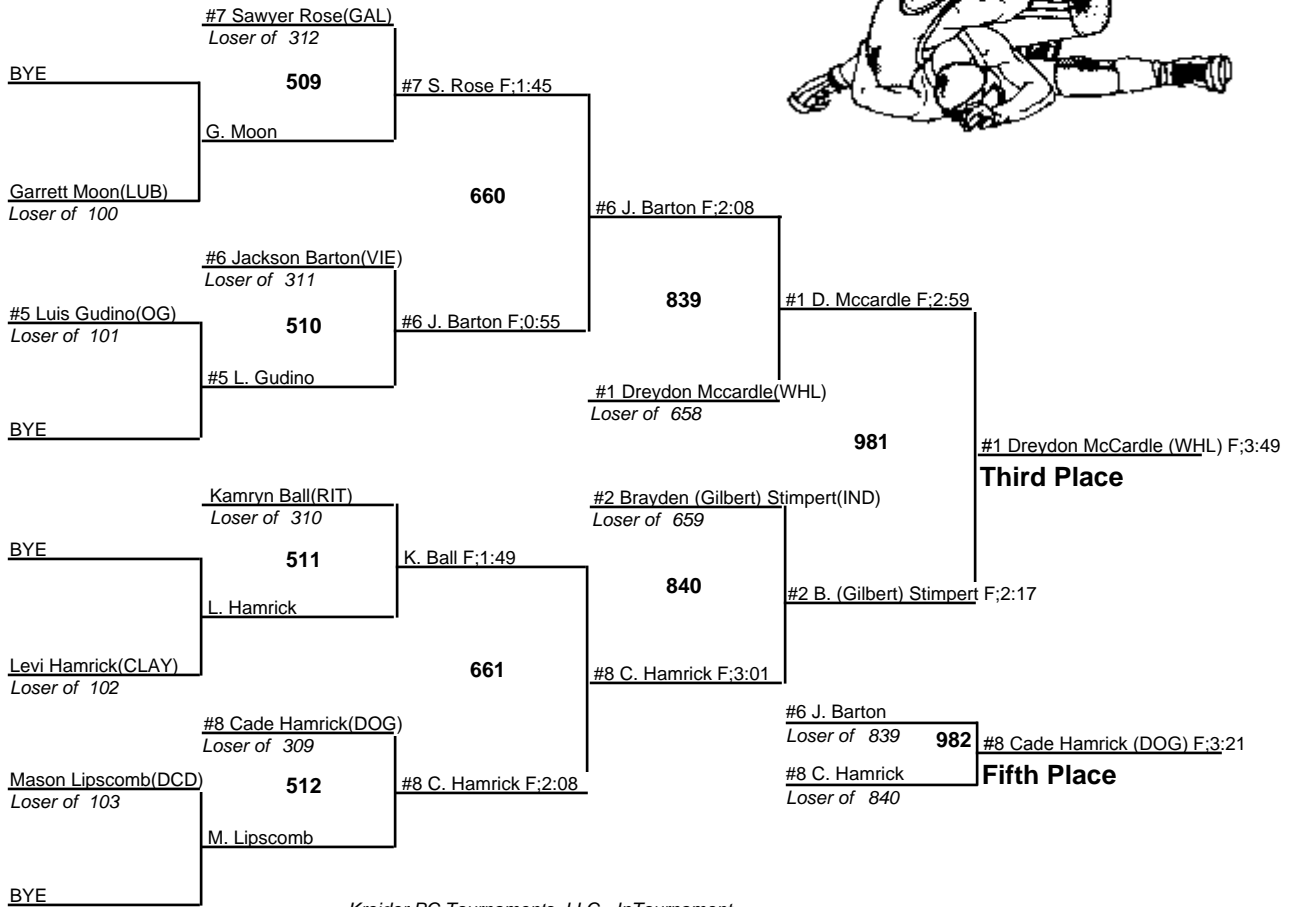 #7 Sawyer Rose(GAL)
Loser of 312
BYE
509
#7 S. Rose F;1:45
G. Moon
Garrett Moon(LUB)
Loser of 100
660
#6 J. Barton F;2:08
#6 Jackson Barton(VIE)
Loser of 311
#5 Luis Gudino(OG)
Loser of 101
510
#6 J. Barton F;0:55
839
#1 D. Mccardle F;2:59
#5 L. Gudino
#1 Dreydon Mccardle(WHL)
Loser of 658
BYE
981
#1 Dreydon McCardle (WHL) F;3:49
Third Place
Kamryn Ball(RIT)
Loser of 310
#2 Brayden (Gilbert) Stimpert(IND)
Loser of 659
BYE
511
K. Ball F;1:49
840
#2 B. (Gilbert) Stimpert F;2:17
L. Hamrick
Levi Hamrick(CLAY)
Loser of 102
661
#8 C. Hamrick F;3:01
#8 Cade Hamrick(DOG)
Loser of 309
#6 J. Barton
Loser of 839
982
#8 Cade Hamrick (DOG) F;3:21
Fifth Place
Mason Lipscomb(DCD)
Loser of 103
512
#8 C. Hamrick F;2:08
#8 C. Hamrick
Loser of 840
M. Lipscomb
BYE